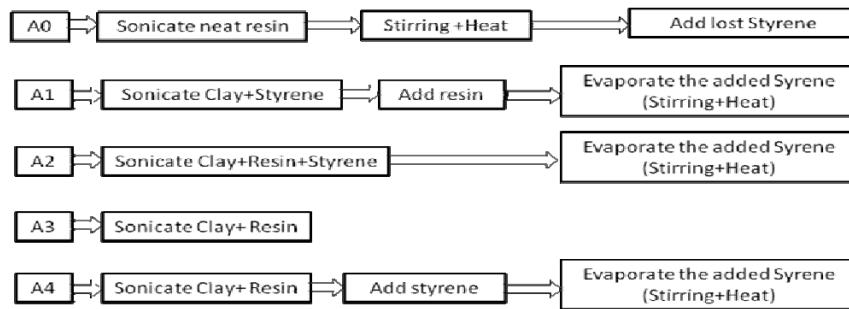 A0 Sonicate neat resin Stirring +Heat Add lost Styrene
A1 Sonicate Clay+Styrene Add resin Evaporate the added Syrene
(Stirring+Heat)
A2 Sonicate Clay+Resin+Styrene Evaporate the added Syrene
(Stirring+Heat)
A3 Sonicate Clay+ Resin
A4 Sonicate Clay+ Resin Add styrene Evaporate the added Syrene
(Stirring+Heat)